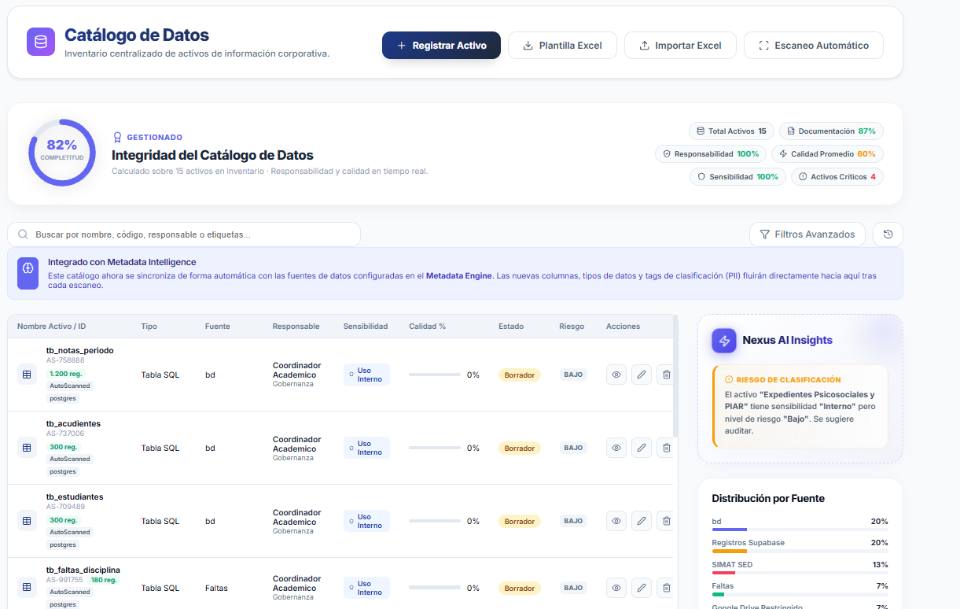 Catálogo de Datos
Inventario centralizado de activos de información corporativa.
Registrar Activo
Plantilla Excel
Importar Excel
Escaneo Automático
82%
COMPLETITUD
GESTIONADO
Integridad del Catálogo de Datos
Calculado sobre 15 activos en Inventario · Responsabilidad y calidad en tiempo real.
Total Activos 15
Documentación 87%
Responsabilidad 100%
Calidad Promedio 60%
Sensibilidad 100%
Activos Críticos 4
Buscar por nombre, código, responsable o etiquetas...
Filtros Avanzados
Integrado con Metadata Intelligence
Este catálogo ahora se sincroniza de forma automática con las fuentes de datos configuradas en el Metadata Engine. Las nuevas columnas, tipos de datos y tags de clasificación (PII) fluirán directamente hacia aquí tras
cada escaneo.
Nombre Activo / ID Tipo Fuente Responsable Sensibilidad Calidad % Estado Riesgo Acciones
tb_notas_periodo
AS-758888
1.200 reg.
AutoScanned
postgres
Tabla SQL
bd
Coordinador
Academico
Gobernanza
Uso
Interno
0%
Borrador
BAJO
tb_acudientes
AS-737006
300 reg.
AutoScanned
postgres
Tabla SQL
bd
Coordinador
Academico
Gobernanza
Uso
Interno
0%
Borrador
BAJO
tb_estudiantes
AS-709489
300 reg.
AutoScanned
postgres
Tabla SQL
bd
Coordinador
Academico
Gobernanza
Uso
Interno
0%
Borrador
BAJO
tb_faltas_disciplina
AS-991755 180 reg.
AutoScanned
postgres
Tabla SQL
Faltas
Coordinador
Academico
Gobernanza
Uso
Interno
0%
Borrador
BAJO
Nexus AI Insights
RIESGO DE CLASIFICACIÓN
El activo "Expedientes Psicosociales y
PIAR" tiene sensibilidad "Interno" pero
nivel de riesgo "Bajo". Se sugiere
auditar.
Distribución por Fuente
bd 20%
Registros Supabase 20%
SIMAT SED 13%
Faltas 7%
Google Drive Restringido 7%